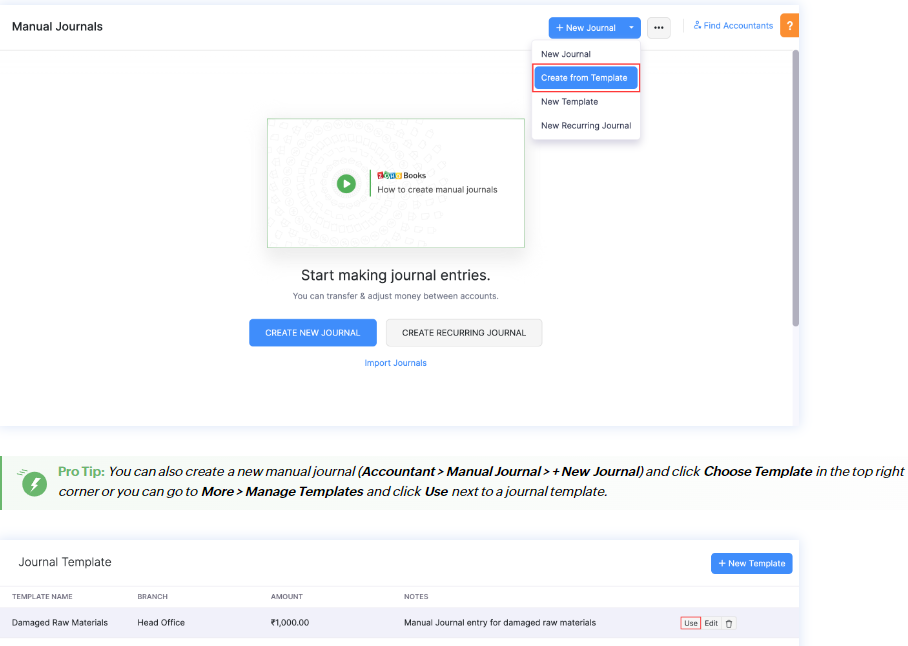 Manual Journals
+ New Journal
Find Accountants
?
New Journal
Create from Template
New Template
New Recurring Journal
ZOHO Books
How to create manual journals
Start making journal entries.
You can transfer & adjust money between accounts.
CREATE NEW JOURNAL
CREATE RECURRING JOURNAL
Import Journals
Pro Tip: You can also create a new manual journal (Accountant > Manual Journal > + New Journal) and click Choose Template in the top right
corner or you can go to More > Manage Templates and click Use next to a journal template.
Journal Template
+ New Template
TEMPLATE NAME BRANCH AMOUNT NOTES
Damaged Raw Materials Head Office ₹1,000.00 Manual Journal entry for damaged raw materials Use Edit